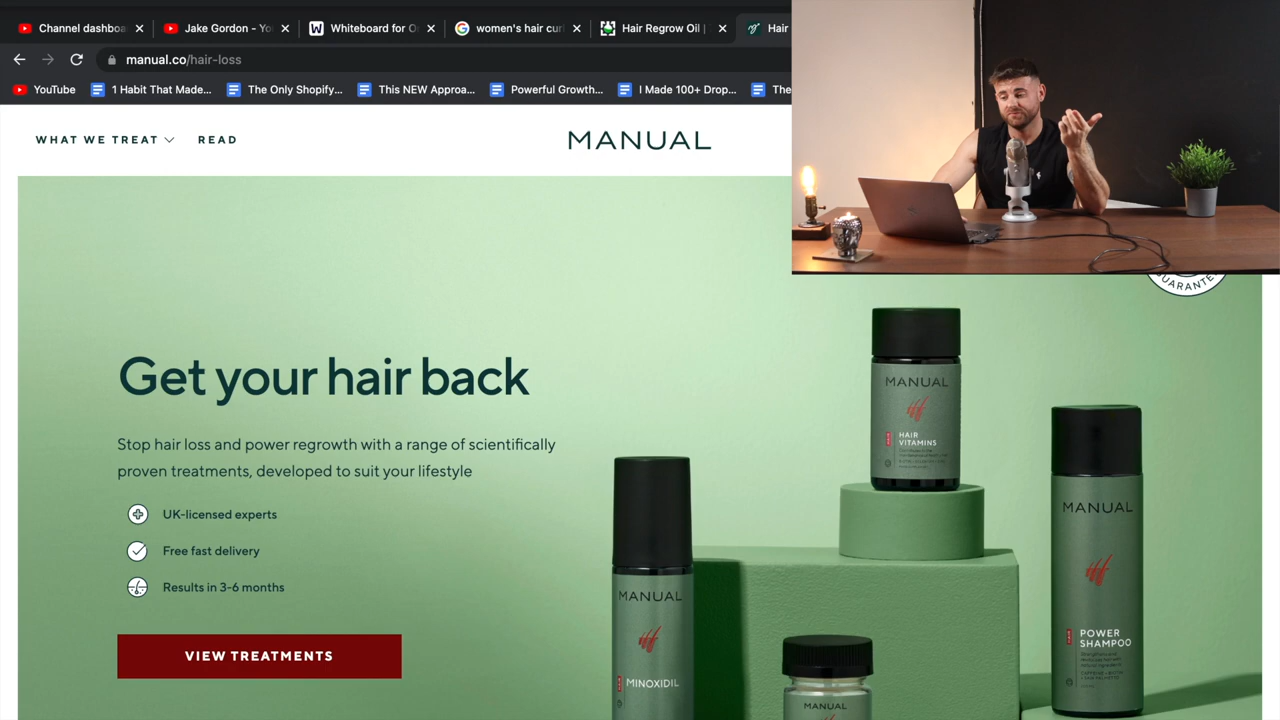 Channel dashboa
Jake Gordon - Yo
Whiteboard for O
women's hair curl
Hair Regrow Oil |
Hair
manual.co/hair-loss
YouTube
1 Habit That Made...
The Only Shopify...
This NEW Approa...
Powerful Growth...
I Made 100+ Drop...
The
WHAT WE TREAT
READ
MANUAL
GUARANTEE
Get your hair back
Stop hair loss and power regrowth with a range of scientifically
proven treatments, developed to suit your lifestyle
UK-licensed experts
Free fast delivery
Results in 3-6 months
VIEW TREATMENTS
MANUAL
HAIR
VITAMINS
MANUAL
HAIR
POWER
SHAMPOO
MANUAL
HAIR
MINOXIDIL
MANUAL